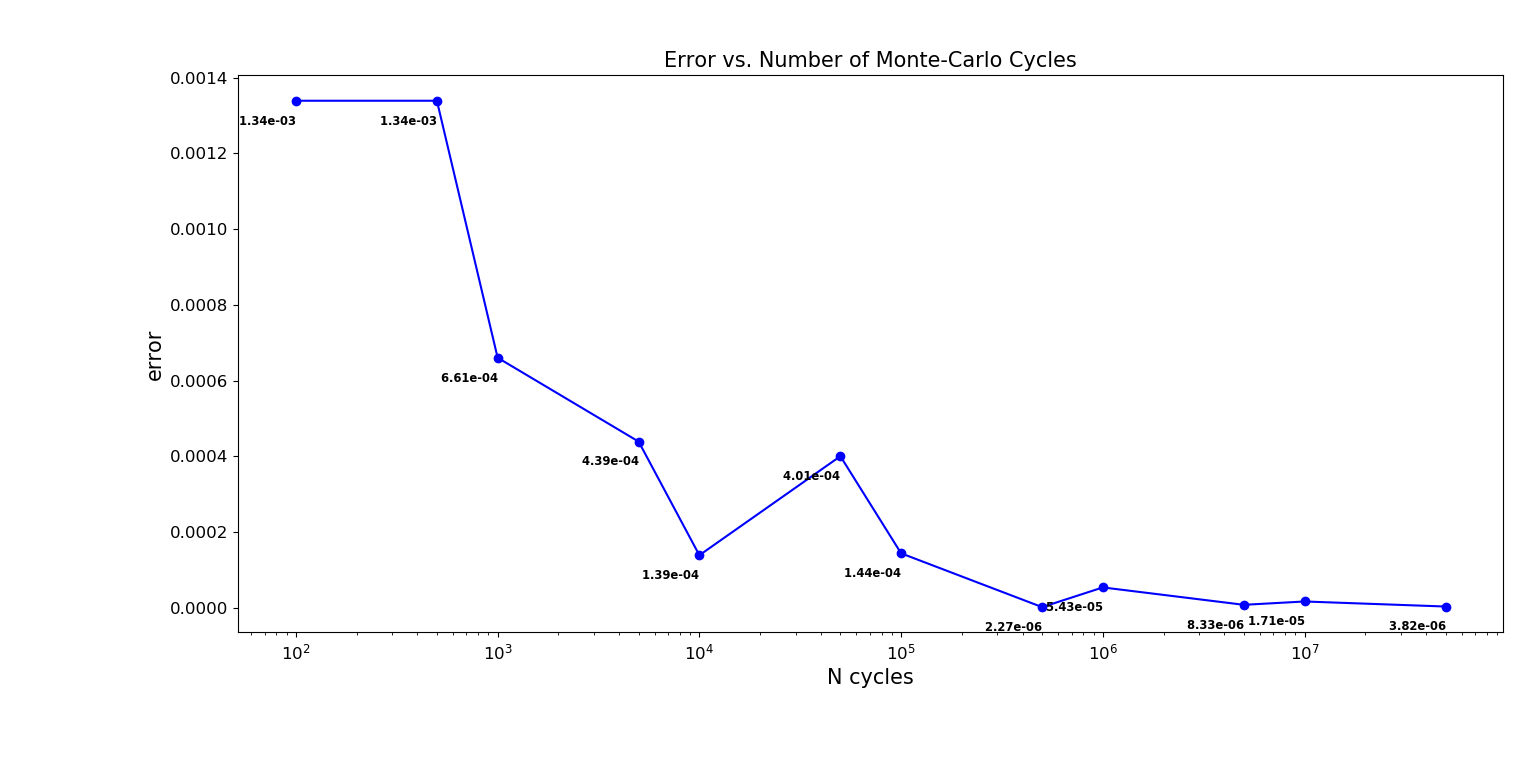 Error vs. Number of Monte-Carlo Cycles
0.0014
0.0012
0.0010
0.0008
0.0006
0.0004
0.0002
0.0000
error
1.34e-03
1.34e-03
6.61e-04
4.39e-04
1.39e-04
4.01e-04
1.44e-04
2.27e-06
5.43e-05
8.33e-06
1.71e-05
3.82e-06
10²
10³
10⁴
10⁵
10⁶
10⁷
N cycles